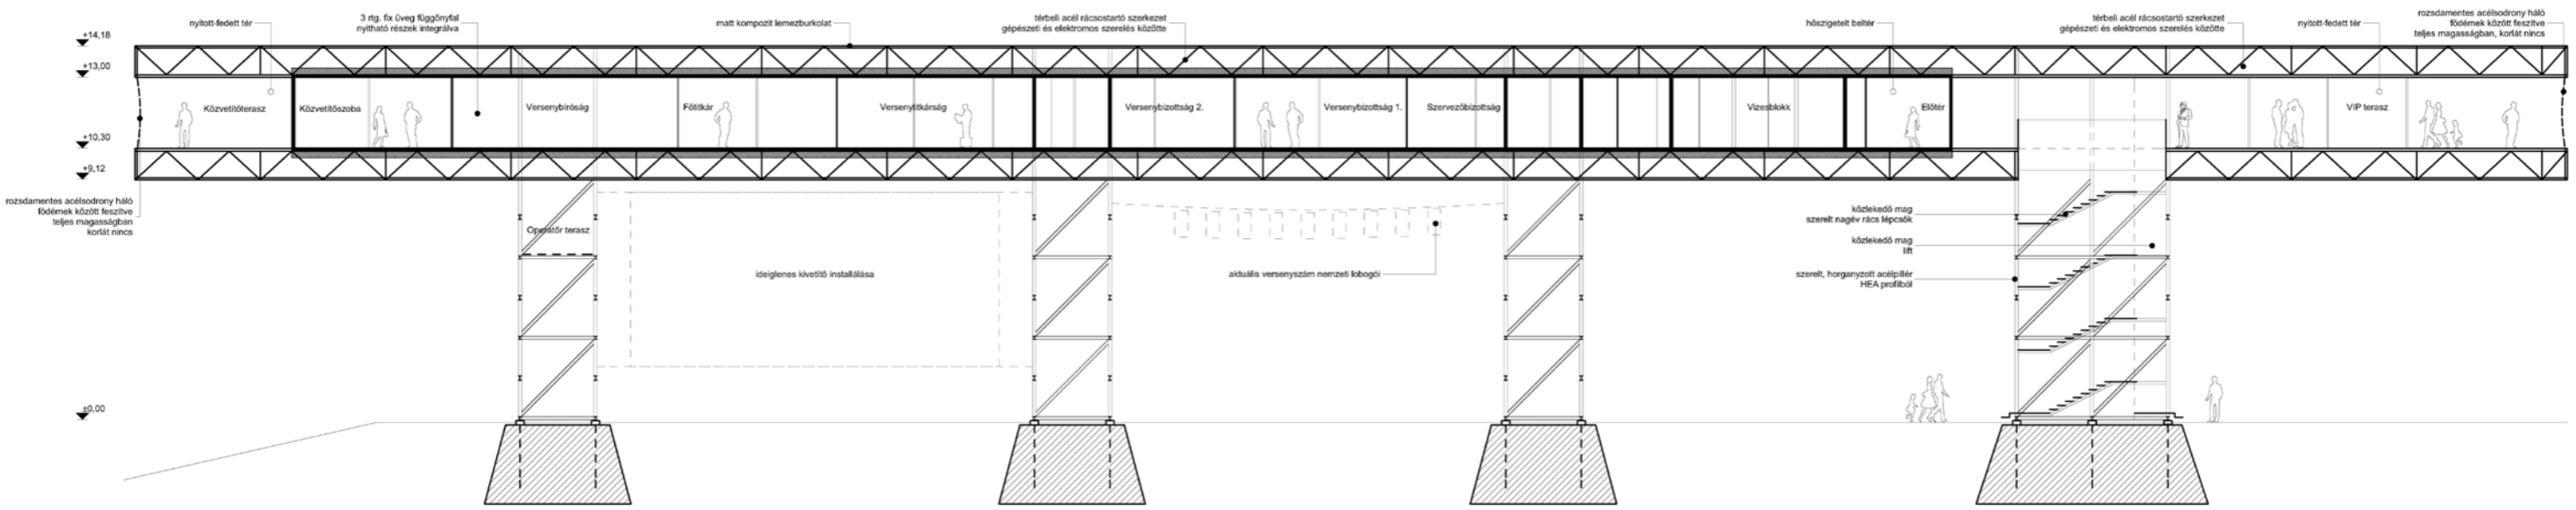 nyitott-fedett tér
3 rtg. fix üveg függönyfal
nyitható részek integrálva
matt kompozit lemezburkolat
térbeli acél rácsostartó szerkezet
gépészeti és elektromos szerelés közötte
hőszigetelt beltér
térbeli acél rácsostartó szerkezet
gépészeti és elektromos szerelés közötte
nyitott-fedett tér
rozsdamentes acélsodrony háló
födémek között feszítve
teljes magasságban, korlát nincs
+14,18
+13,00
+10,30
+9,12
±0,00
Közvetítőterasz
Közvetítőszoba
Versenybíróság
Főtitkár
Versenytitkárság
Versenybizottság 2.
Versenybizottság 1.
Szervezőbizottság
Vizesblokk
Előtér
VIP terasz
rozsdamentes acélsodrony háló
födémek között feszítve
teljes magasságban
korlát nincs
Operátőr terasz
ideiglenes kivetítő installálása
aktuális versenyszám nemzeti lobogói
közlekedő mag
szerelt nagév rács lépcsők
közlekedő mag
lift
szerelt, horganyzott acélpillér
HEA profilból